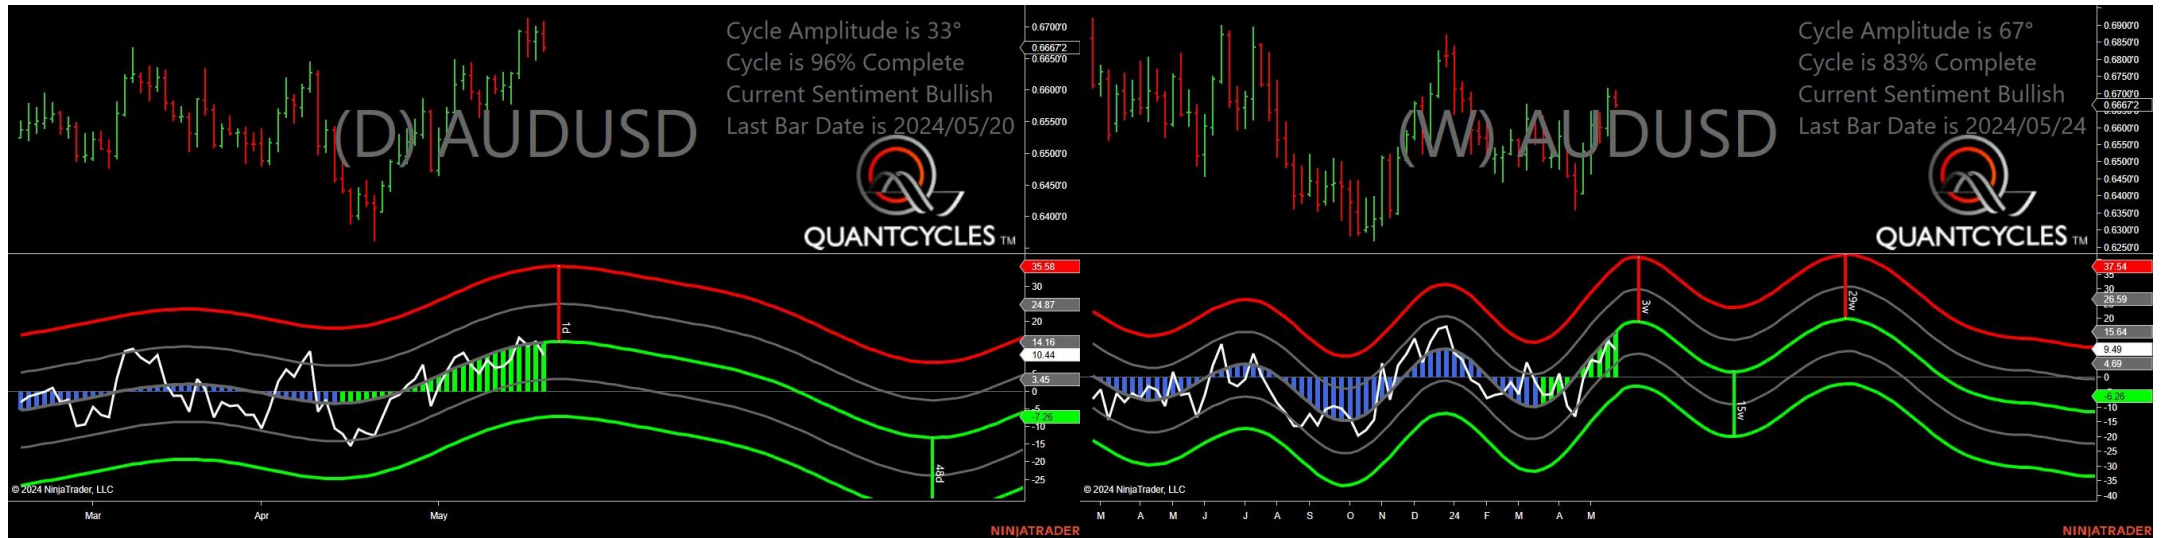 Cycle Amplitude is 33°
Cycle is 96% Complete
Current Sentiment Bullish
Last Bar Date is 2024/05/20
(D) AUDUSD
QUANTCYCLES TM
0.6700'0
0.66672
0.6650'0
0.6600'0
0.6550'0
0.6500'0
0.6450'0
0.6400'0
35.58
30
24.87
20
14.16
10.44
5
3.45
0
-5
-7.26
-10
-15
-20
-25
1d
48d
© 2024 NinjaTrader, LLC
Mar
Apr
May
NINJATRADER
Cycle Amplitude is 67°
Cycle is 83% Complete
Current Sentiment Bullish
Last Bar Date is 2024/05/24
(W) AUDUSD
QUANTCYCLES TM
0.6900'0
0.6850'0
0.6800'0
0.6750'0
0.6700'0
0.66672
0.6600'0
0.6550'0
0.6500'0
0.6450'0
0.6400'0
0.6350'0
0.6300'0
0.6250'0
37.54
35
30
26.59
20
15.64
9.49
4.69
0
-6.26
-10
-15
-20
-25
-30
-35
-40
3w
29w
15w
© 2024 NinjaTrader, LLC
M A M J J A S O N D 24 F M A M
NINJATRADER